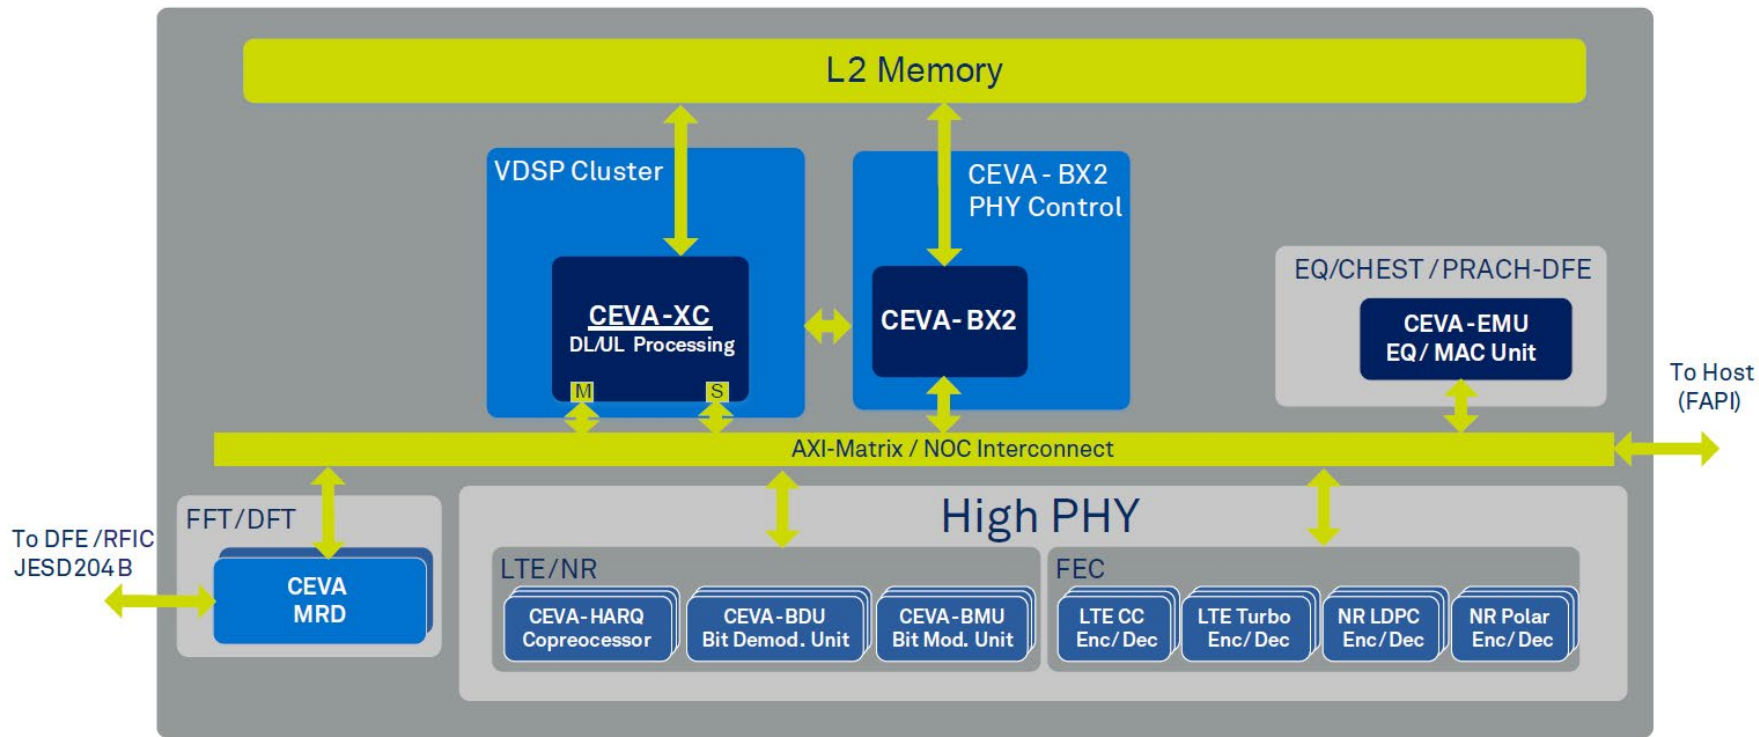 L2 Memory
VDSP Cluster
CEVA-XC
DL/UL Processing
M
S
CEVA - BX2
PHY Control
CEVA-BX2
EQ/CHEST / PRACH-DFE
CEVA-EMU
EQ/ MAC Unit
To Host
(FAPI)
AXI-Matrix / NOC Interconnect
FFT/DFT
To DFE /RFIC
JESD204B
CEVA
MRD
High PHY
LTE/NR
CEVA-HARQ
Copreocessor
CEVA-BDU
Bit Demod. Unit
CEVA-BMU
Bit Mod. Unit
FEC
LTE CC
Enc/Dec
LTE Turbo
Enc/Dec
NR LDPC
Enc/Dec
NR Polar
Enc/Dec